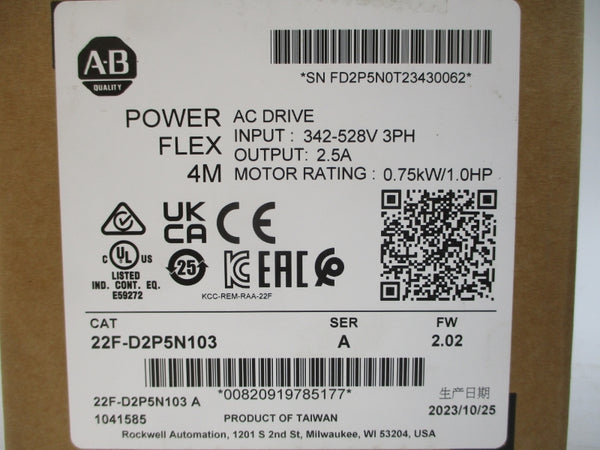 A-B
QUALITY
*SN FD2P5N0T23430062*
POWER
FLEX
4M
AC DRIVE
INPUT : 342-528V 3PH
OUTPUT: 2.5A
MOTOR RATING : 0.75kW/1.0HP
UK
CA
CE
C UL US
LISTED
IND. CONT. EQ.
E59272
25
KC
EAC
KCC-REM-RAA-22F
CAT
SER
FW
22F-D2P5N103
A
2.02
*00820919785177*
22F-D2P5N103 A
1041585
PRODUCT OF TAIWAN
生产日期
2023/10/25
Rockwell Automation, 1201 S 2nd St, Milwaukee, WI 53204, USA